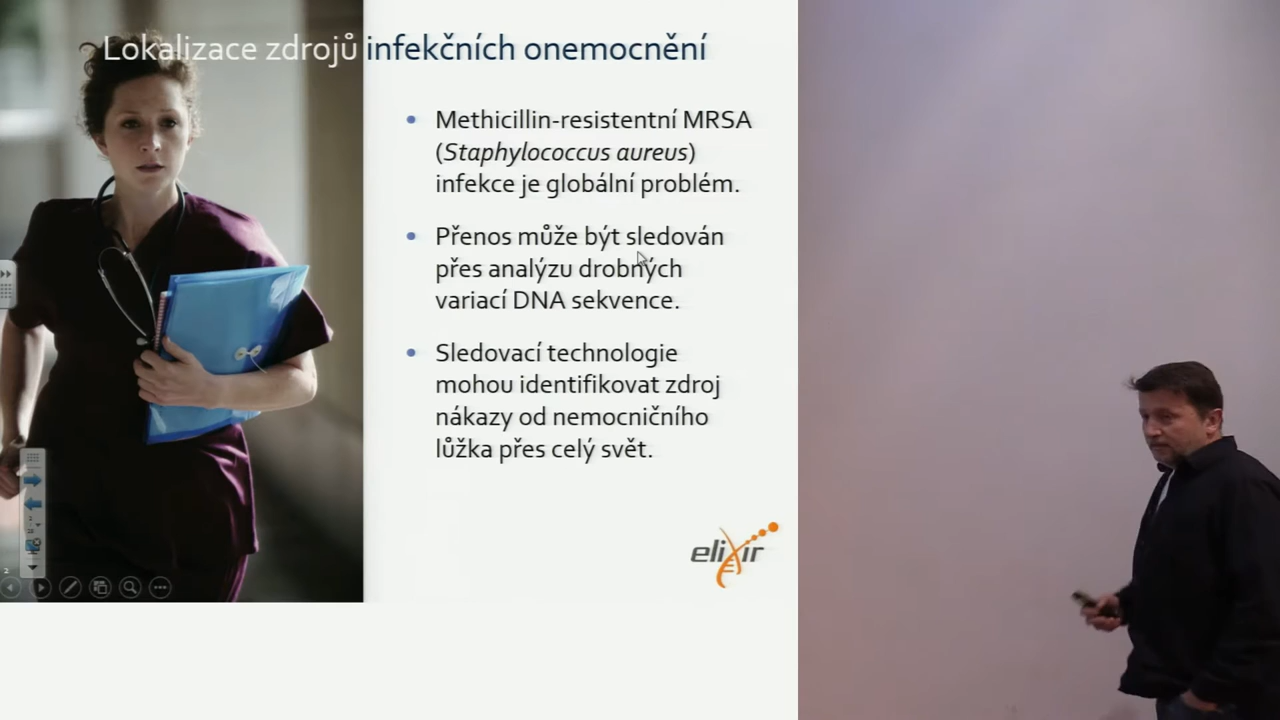 Lokalizace zdrojů infekčních onemocnění
• Methicillin-resistentní MRSA
(Staphylococcus aureus)
infekce je globální problém.
• Přenos může být sledován
přes analýzu drobných
variací DNA sekvence.
• Sledovací technologie
mohou identifikovat zdroj
nákazy od nemocničního
lůžka přes celý svět.
elixir
2